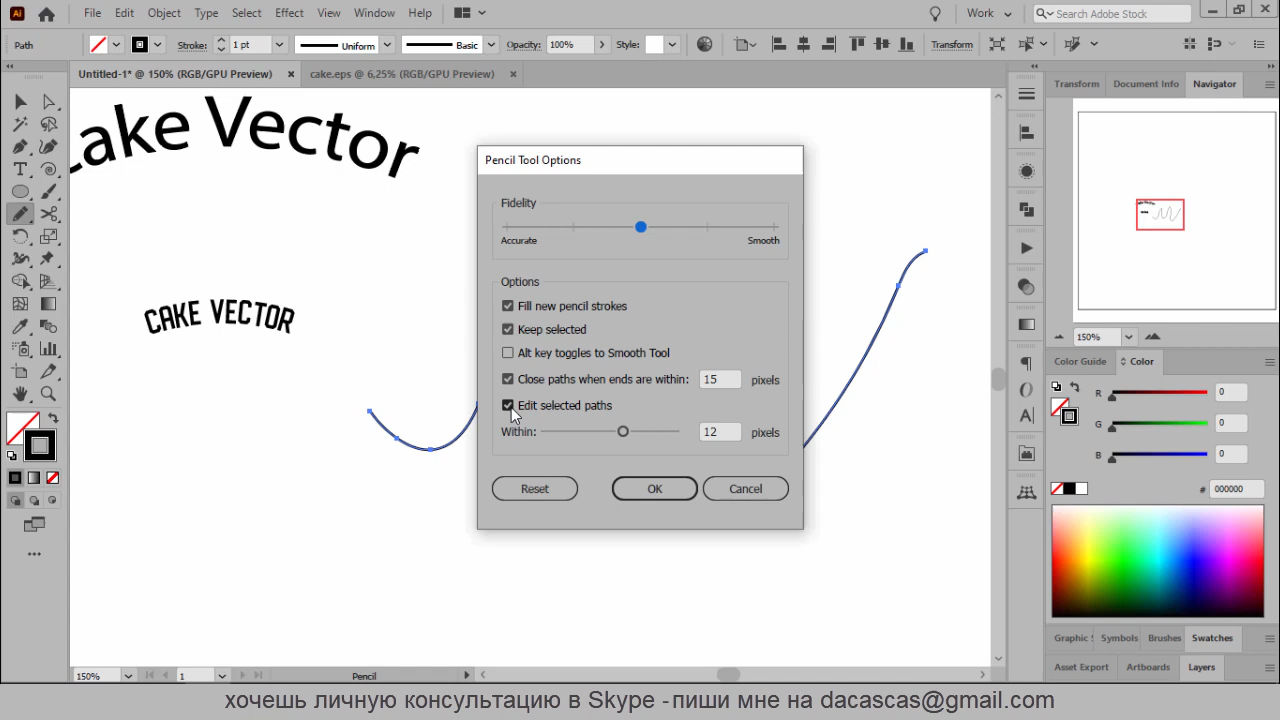 Ai File Edit Object Type Select Effect View Window Help Work Search Adobe Stock
Path Stroke: 1 pt Uniform Basic Opacity: 100% Style: Transform
Untitled-1* @ 150% (RGB/GPU Preview) × cake.eps @ 6,25% (RGB/GPU Preview) ×
Transform Document Info Navigator
Cake Vector
CAKE VECTOR
Pencil Tool Options
Fidelity
Accurate Smooth
Options
Fill new pencil strokes
Keep selected
Alt key toggles to Smooth Tool
Close paths when ends are within: 15 pixels
Edit selected paths
Within: 12 pixels
Reset OK Cancel
150%
Color Guide Color
R 0
G 0
B 0
# 000000
Graphic Symbols Brushes Swatches
Asset Export Artboards Layers
150% 1 Pencil
хочешь личную консультацию в Skype -пиши мне на dacascas@gmail.com